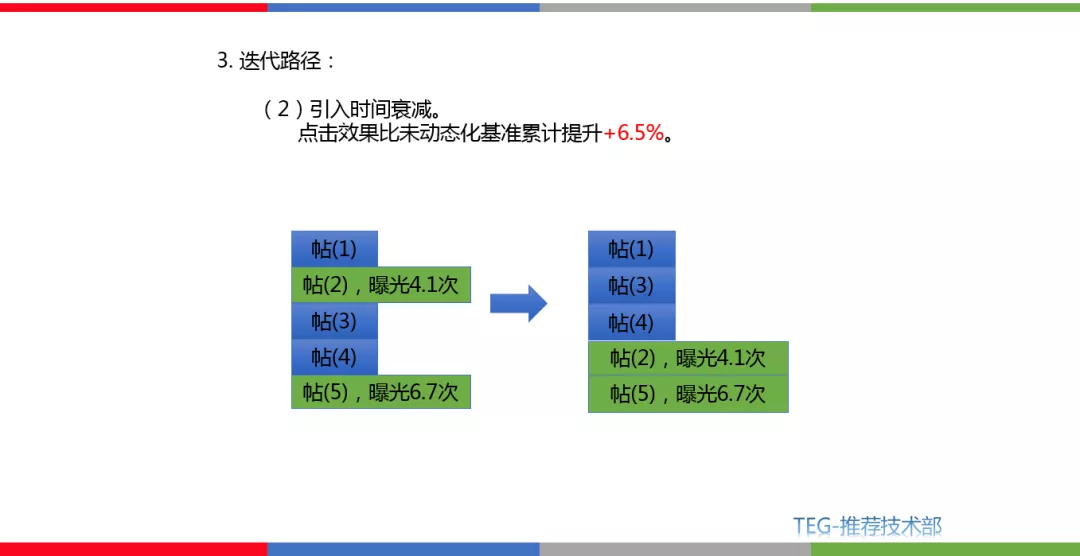 3. 迭代路径：
（2）引入时间衰减。
点击效果比未动态化基准累计提升+6.5%。
帖(1)
帖(2)，曝光4.1次
帖(3)
帖(4)
帖(5)，曝光6.7次
帖(1)
帖(3)
帖(4)
帖(2)，曝光4.1次
帖(5)，曝光6.7次
TEG-推荐技术部